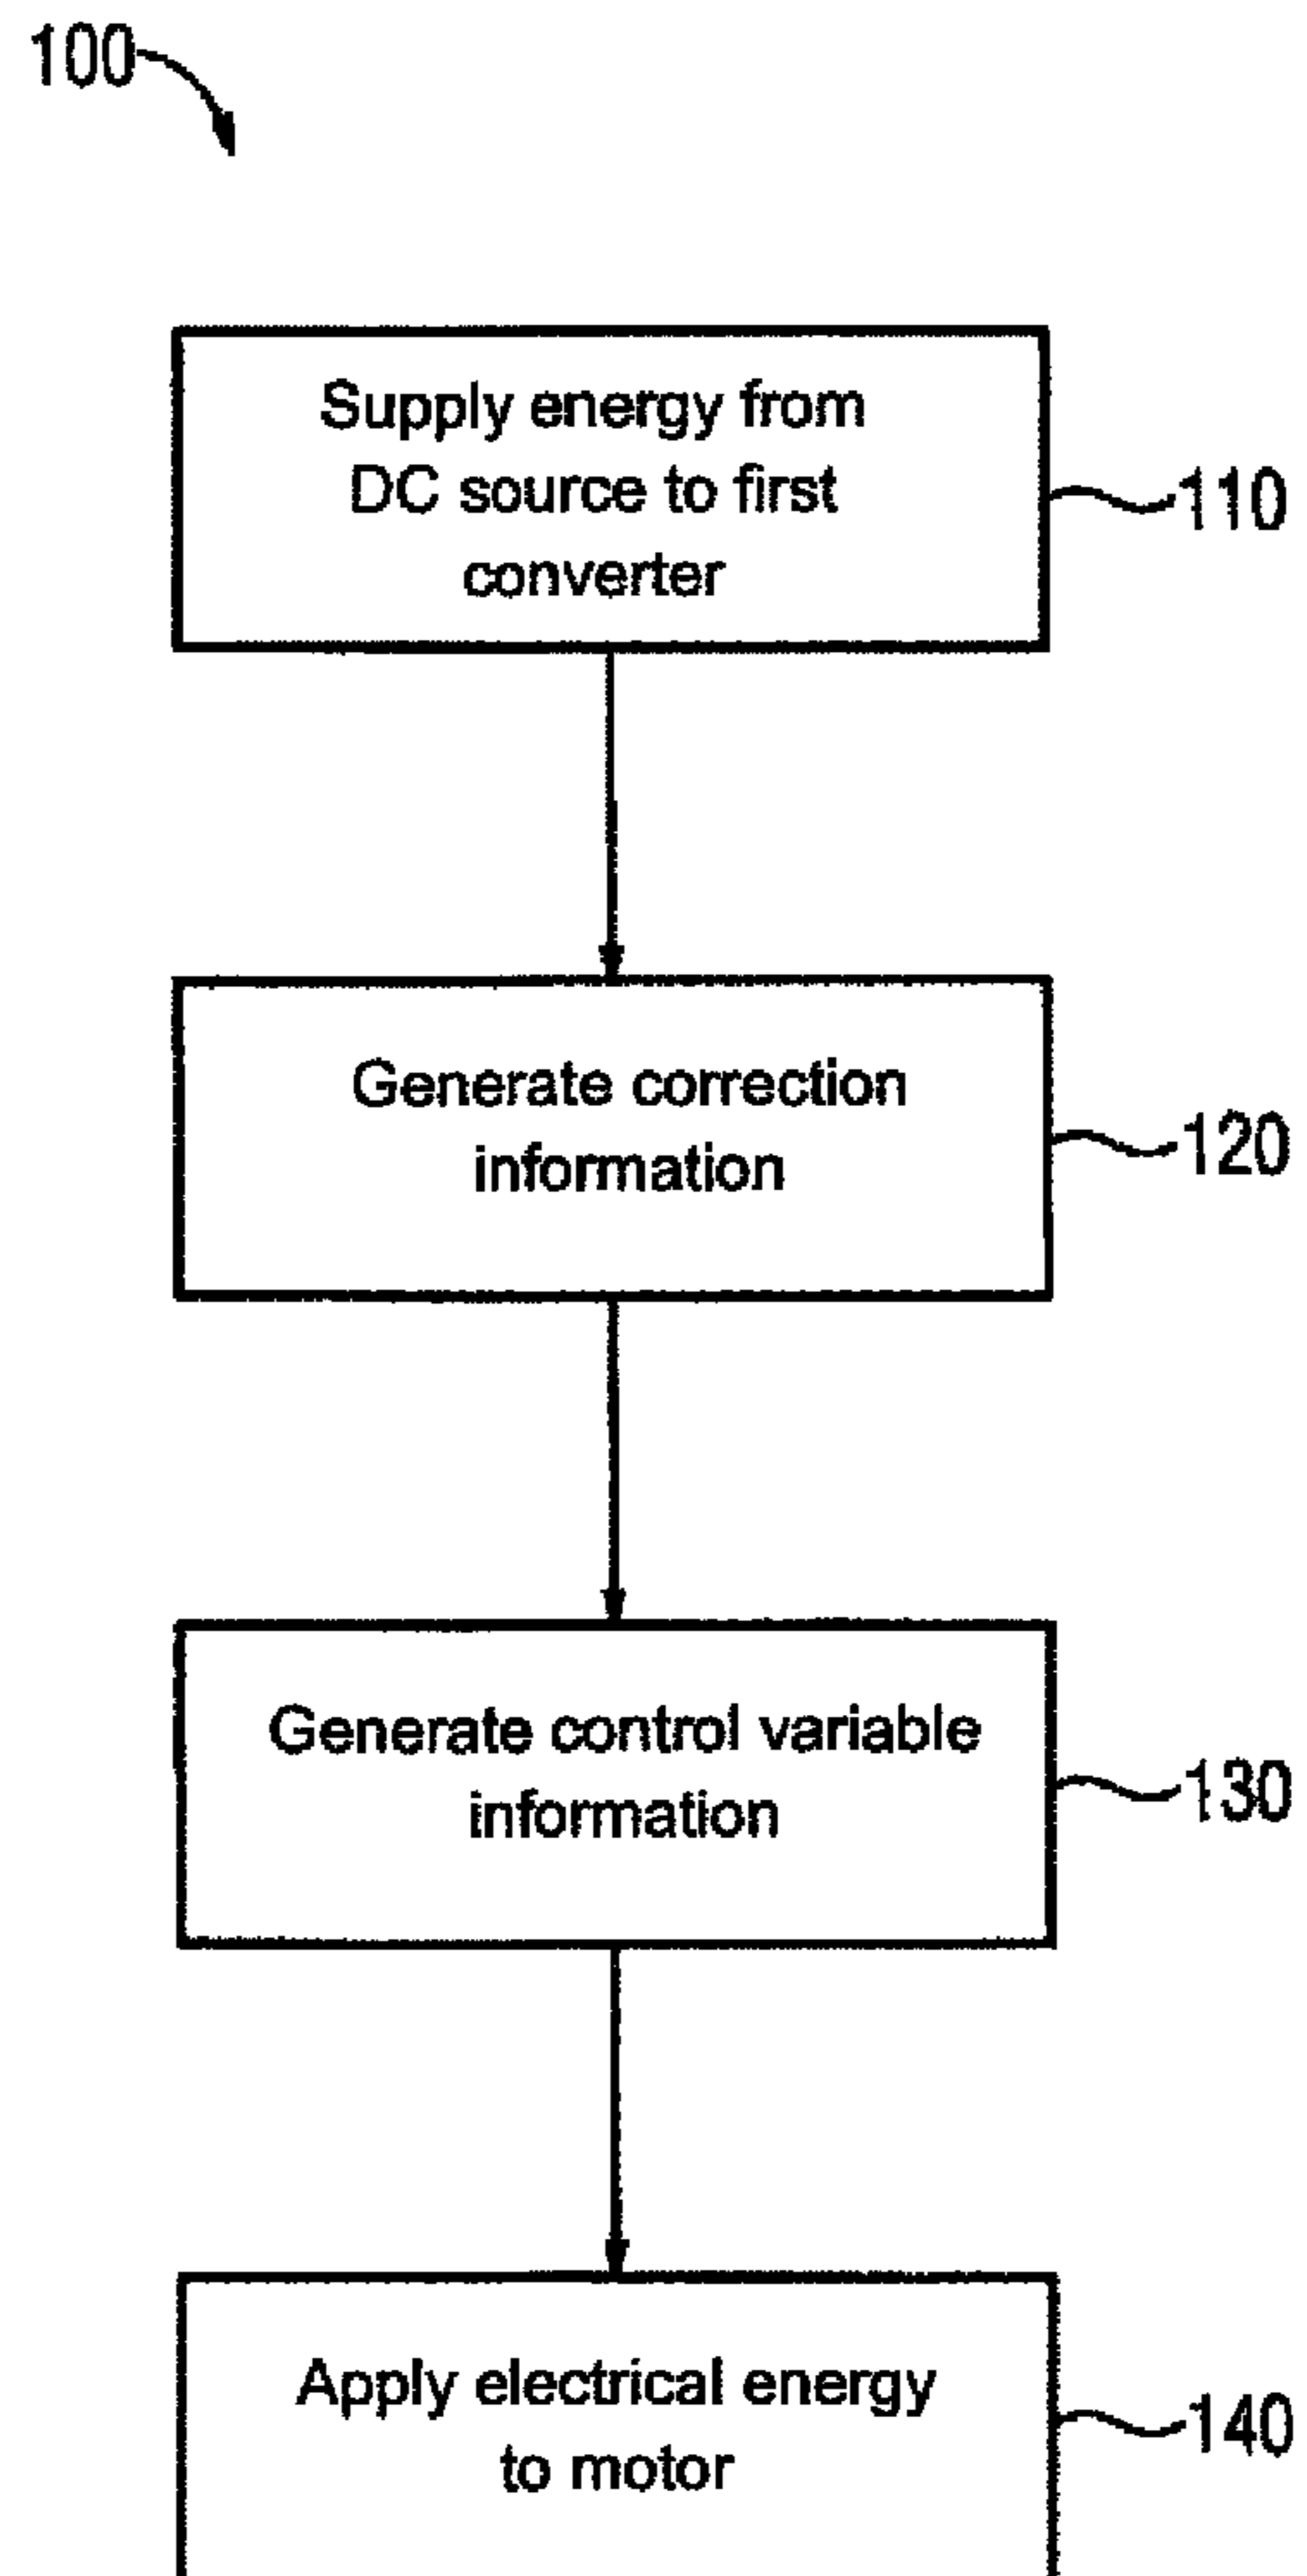 100
Supply energy from
DC source to first
converter
110
Generate correction
information
120
Generate control variable
information
130
Apply electrical energy
to motor
140